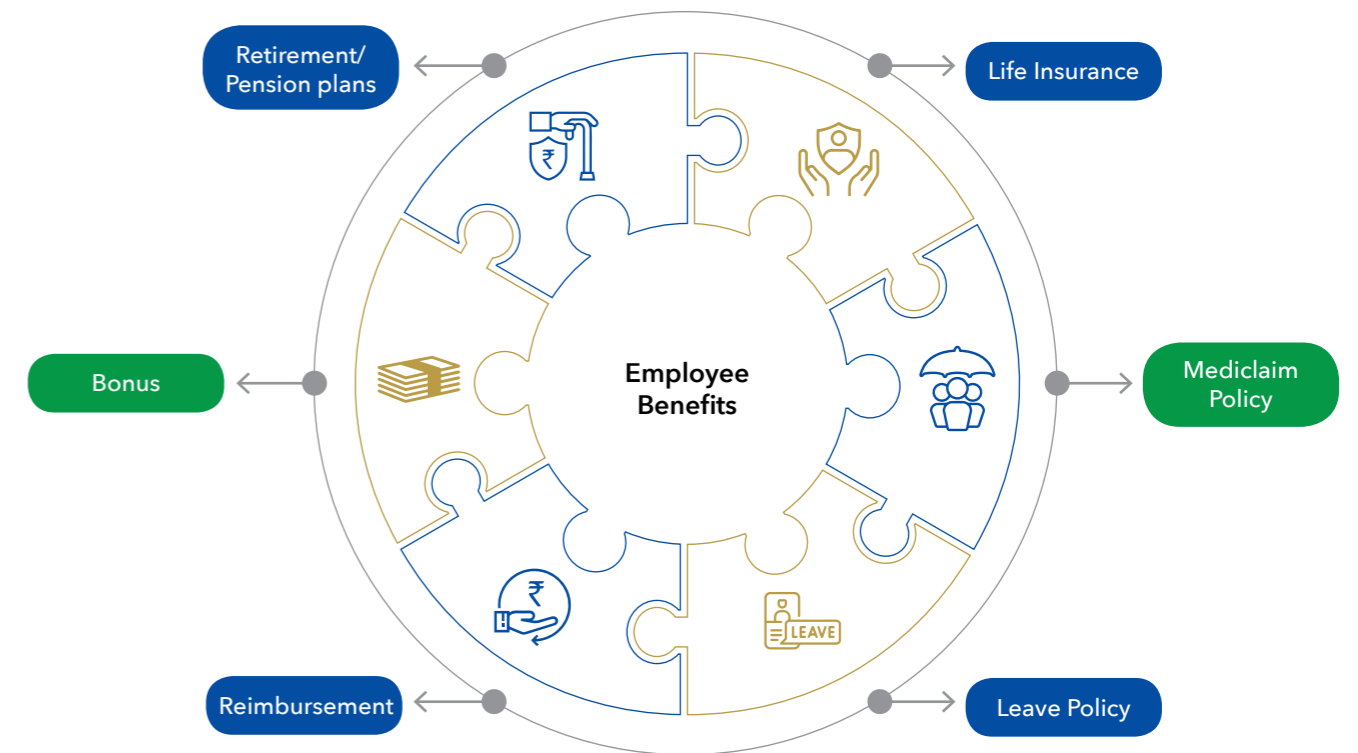 Retirement/
Pension plans
Life Insurance
₹
Bonus
Employee
Benefits
Mediclaim
Policy
₹
LEAVE
Reimbursement
Leave Policy